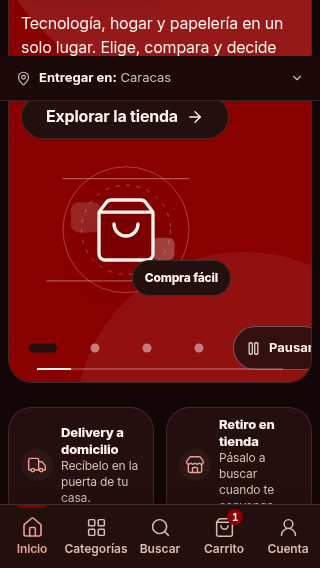 Tecnología, hogar y papelería en un
solo lugar. Elige, compara y decide
Entregar en: Caracas
Explorar la tienda
Compra fácil
Pausar
Delivery a
domicilio
Recíbelo en la
puerta de tu
casa.
Retiro en
tienda
Pásalo a
buscar
cuando te
1
Inicio
Categorías
Buscar
Carrito
Cuenta